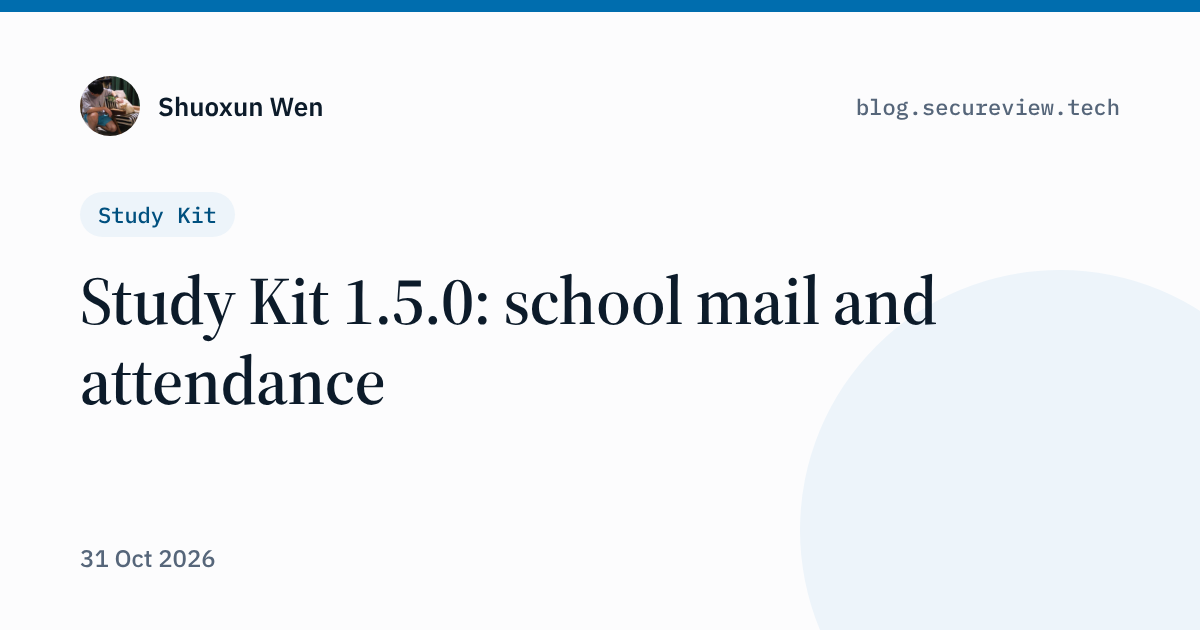 Shuoxun Wen
blog.secureview.tech
Study Kit
Study Kit 1.5.0: school mail and
attendance
31 Oct 2026